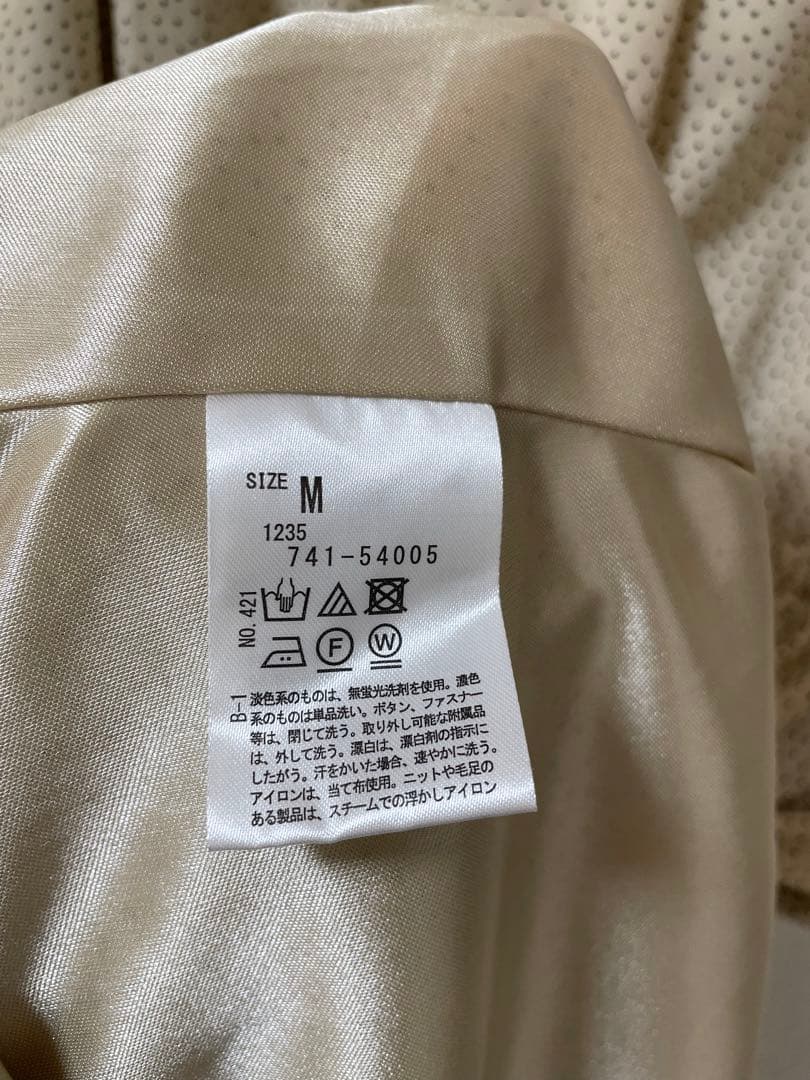 SIZE M
1235
741-54005
NO. 421
F W
B-1
淡色系のものは、無蛍光洗剤を使用。濃色
系のものは単品洗い。ボタン、ファスナー
等は、閉じて洗う。取り外し可能な附属品
は、外して洗う。漂白は、漂白剤の指示に
したがう。汗をかいた場合、速やかに洗う。
アイロンは、当て布使用。ニットや毛足の
ある製品は、スチームでの浮かしアイロン